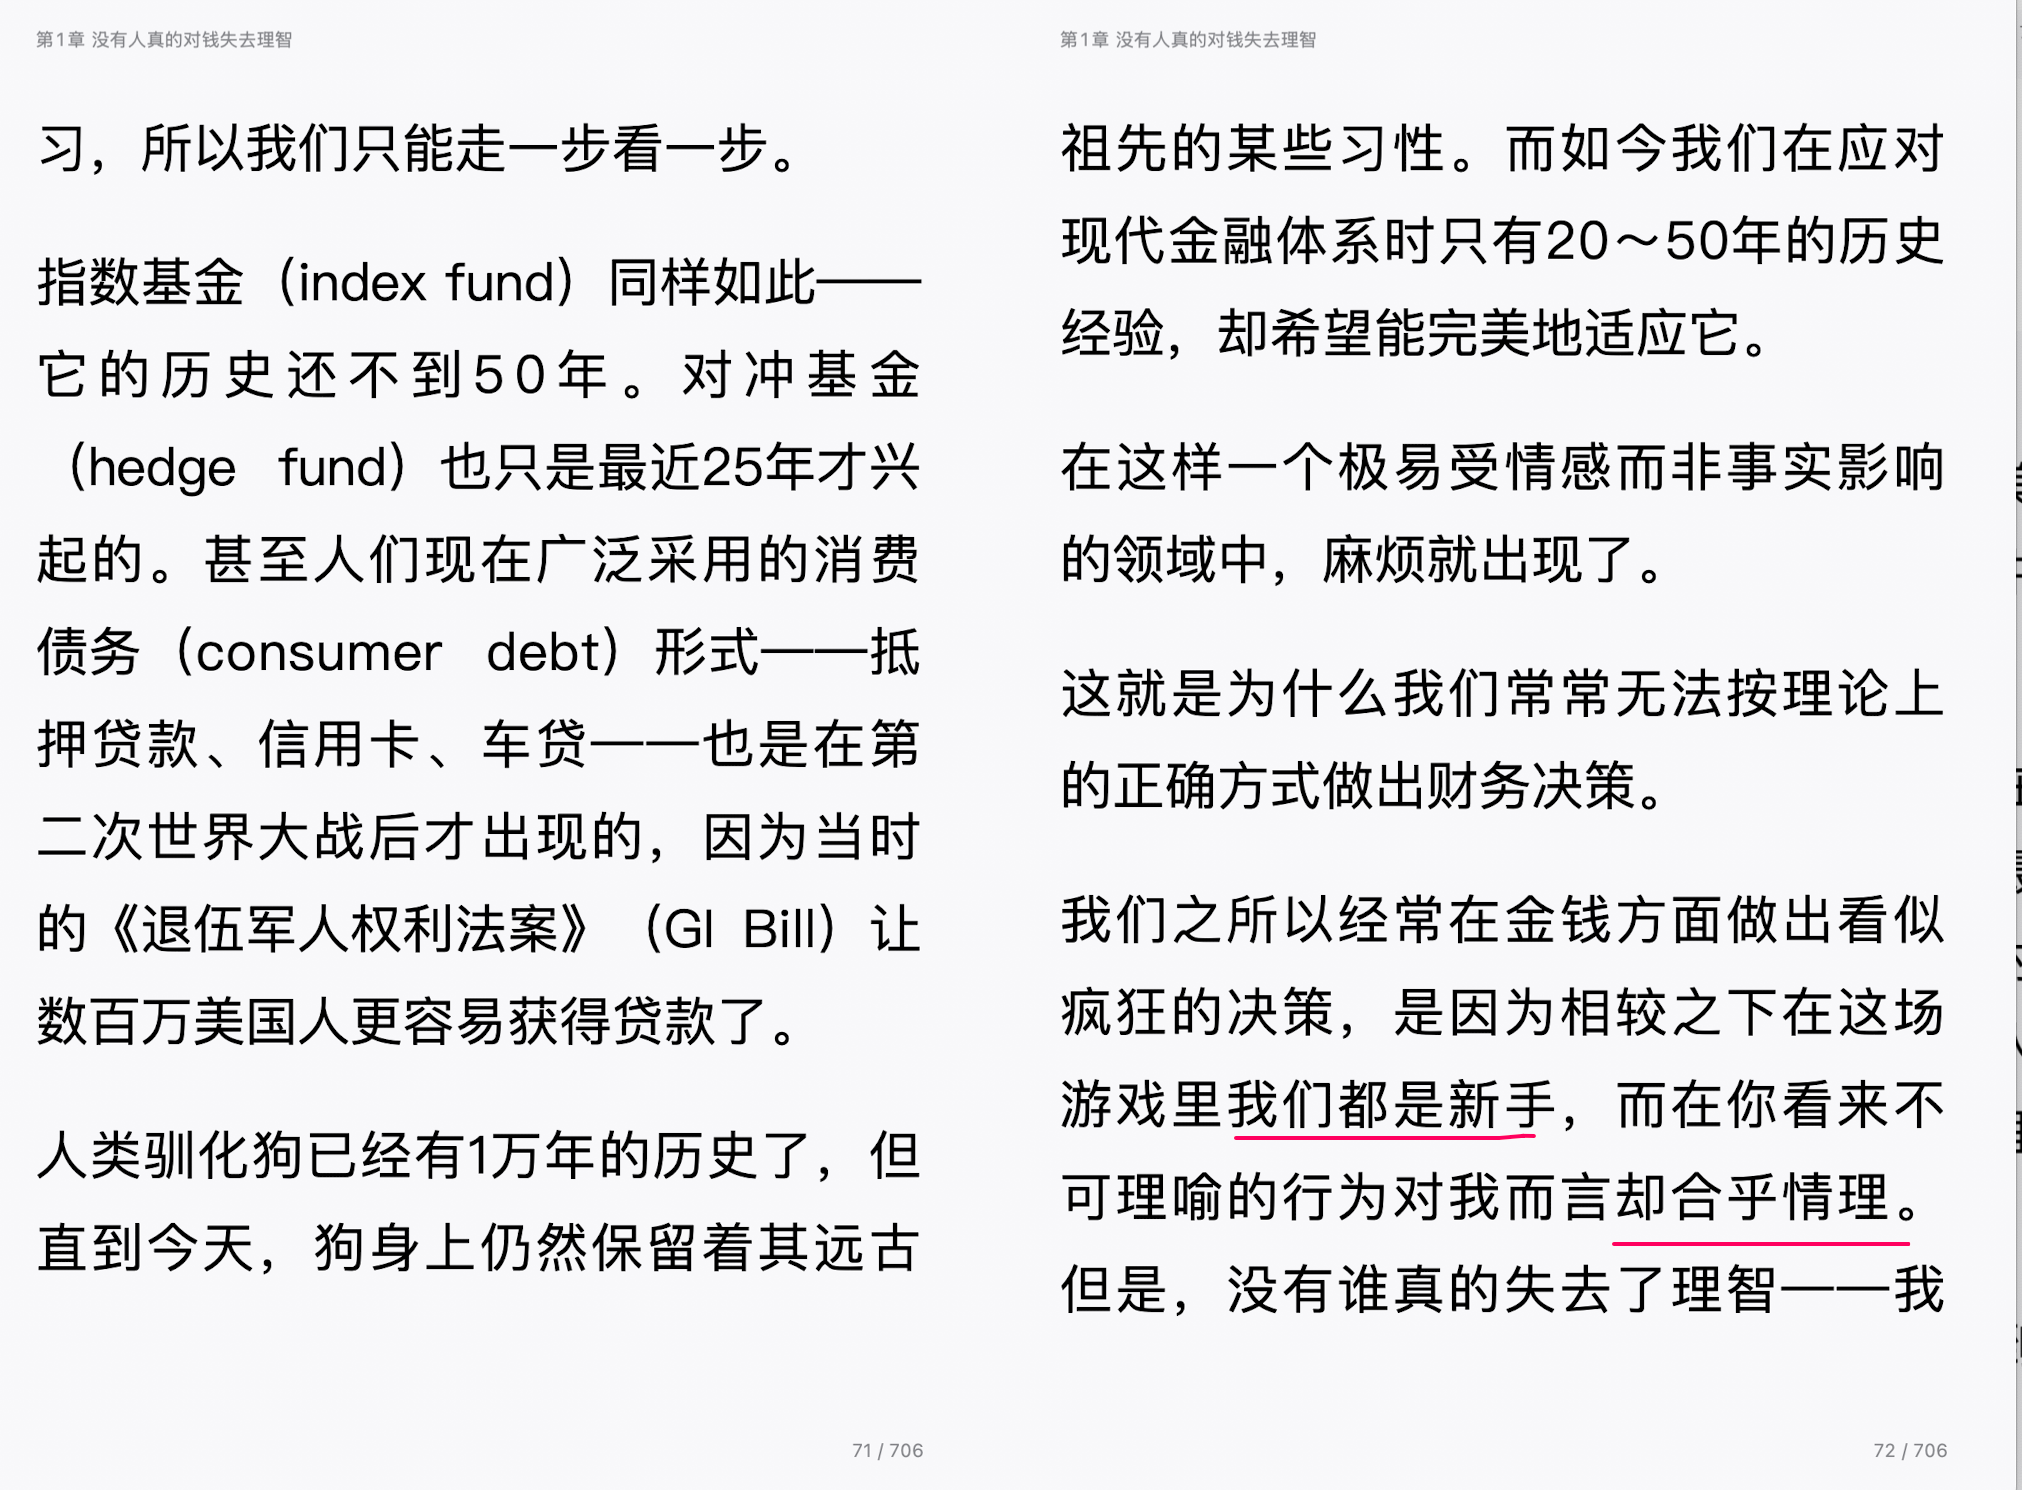 第1章 没有人真的对钱失去理智
习，所以我们只能走一步看一步。
指数基金（index fund）同样如此——
它的历史还不到50年。对冲基金
（hedge fund）也只是最近25年才兴
起的。甚至人们现在广泛采用的消费
债务（consumer debt）形式——抵
押贷款、信用卡、车贷——也是在第
二次世界大战后才出现的，因为当时
的《退伍军人权利法案》（GI Bill）让
数百万美国人更容易获得贷款了。
人类驯化狗已经有1万年的历史了，但
直到今天，狗身上仍然保留着其远古
71 / 706
第1章 没有人真的对钱失去理智
祖先的某些习性。而如今我们在应对
现代金融体系时只有20～50年的历史
经验，却希望能完美地适应它。
在这样一个极易受情感而非事实影响
的领域中，麻烦就出现了。
这就是为什么我们常常无法按理论上
的正确方式做出财务决策。
我们之所以经常在金钱方面做出看似
疯狂的决策，是因为相较之下在这场
游戏里我们都是新手，而在你看来不
可理喻的行为对我而言却合乎情理。
但是，没有谁真的失去了理智——我
72 / 706